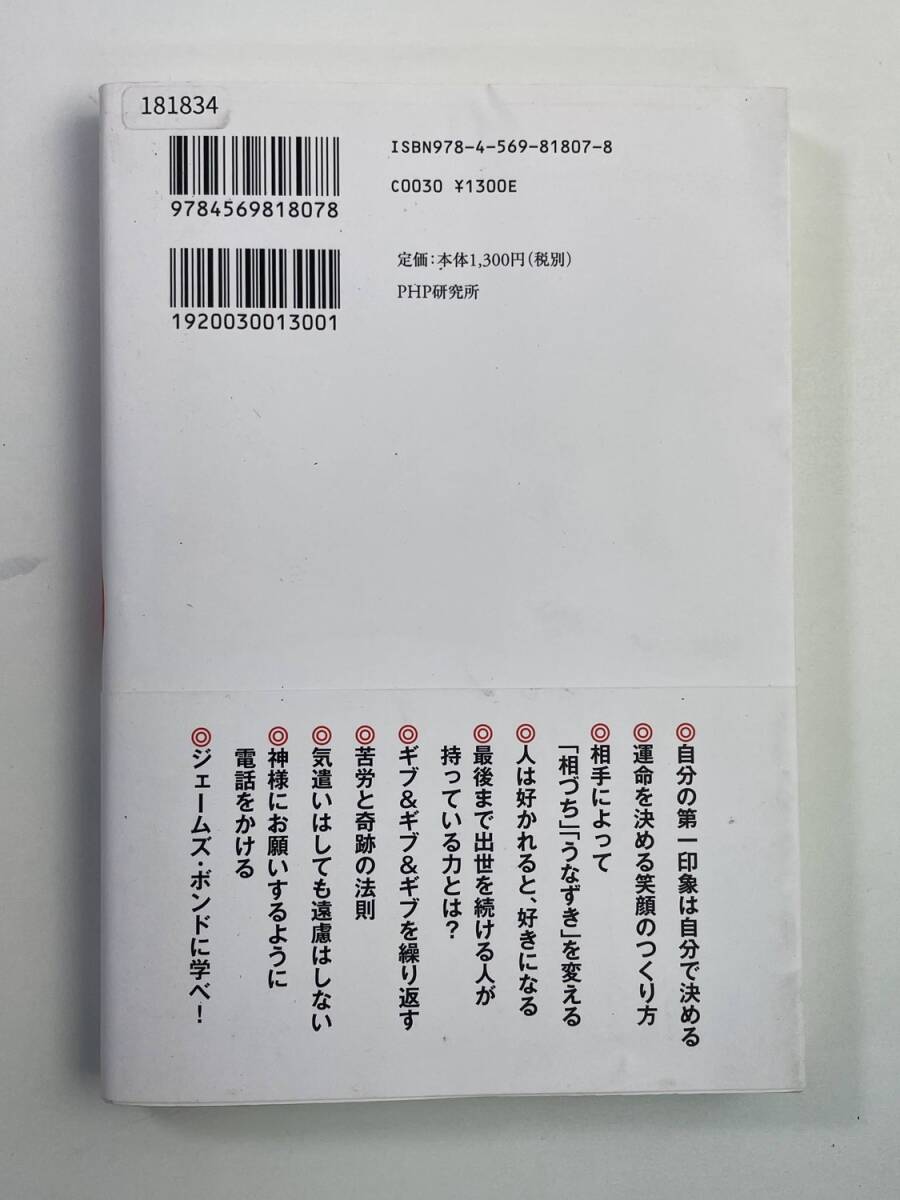 181834
ISBN978-4-569-81807-8
C0030 ¥1300E
9784569818078
定価：本体1,300円（税別）
PHP研究所
1920030013001
◎自分の第一印象は自分で決める
◎運命を決める笑顔のつくり方
◎相手によって
「相づち」「うなずき」を変える
◎人は好かれると、好きになる
◎最後まで出世を続ける人が
持っている力とは？
◎ギブ&ギブ&ギブを繰り返す
◎苦労と奇跡の法則
◎気遣いはしても遠慮はしない
◎神様にお願いするように
電話をかける
◎ジェームズ・ボンドに学べ！